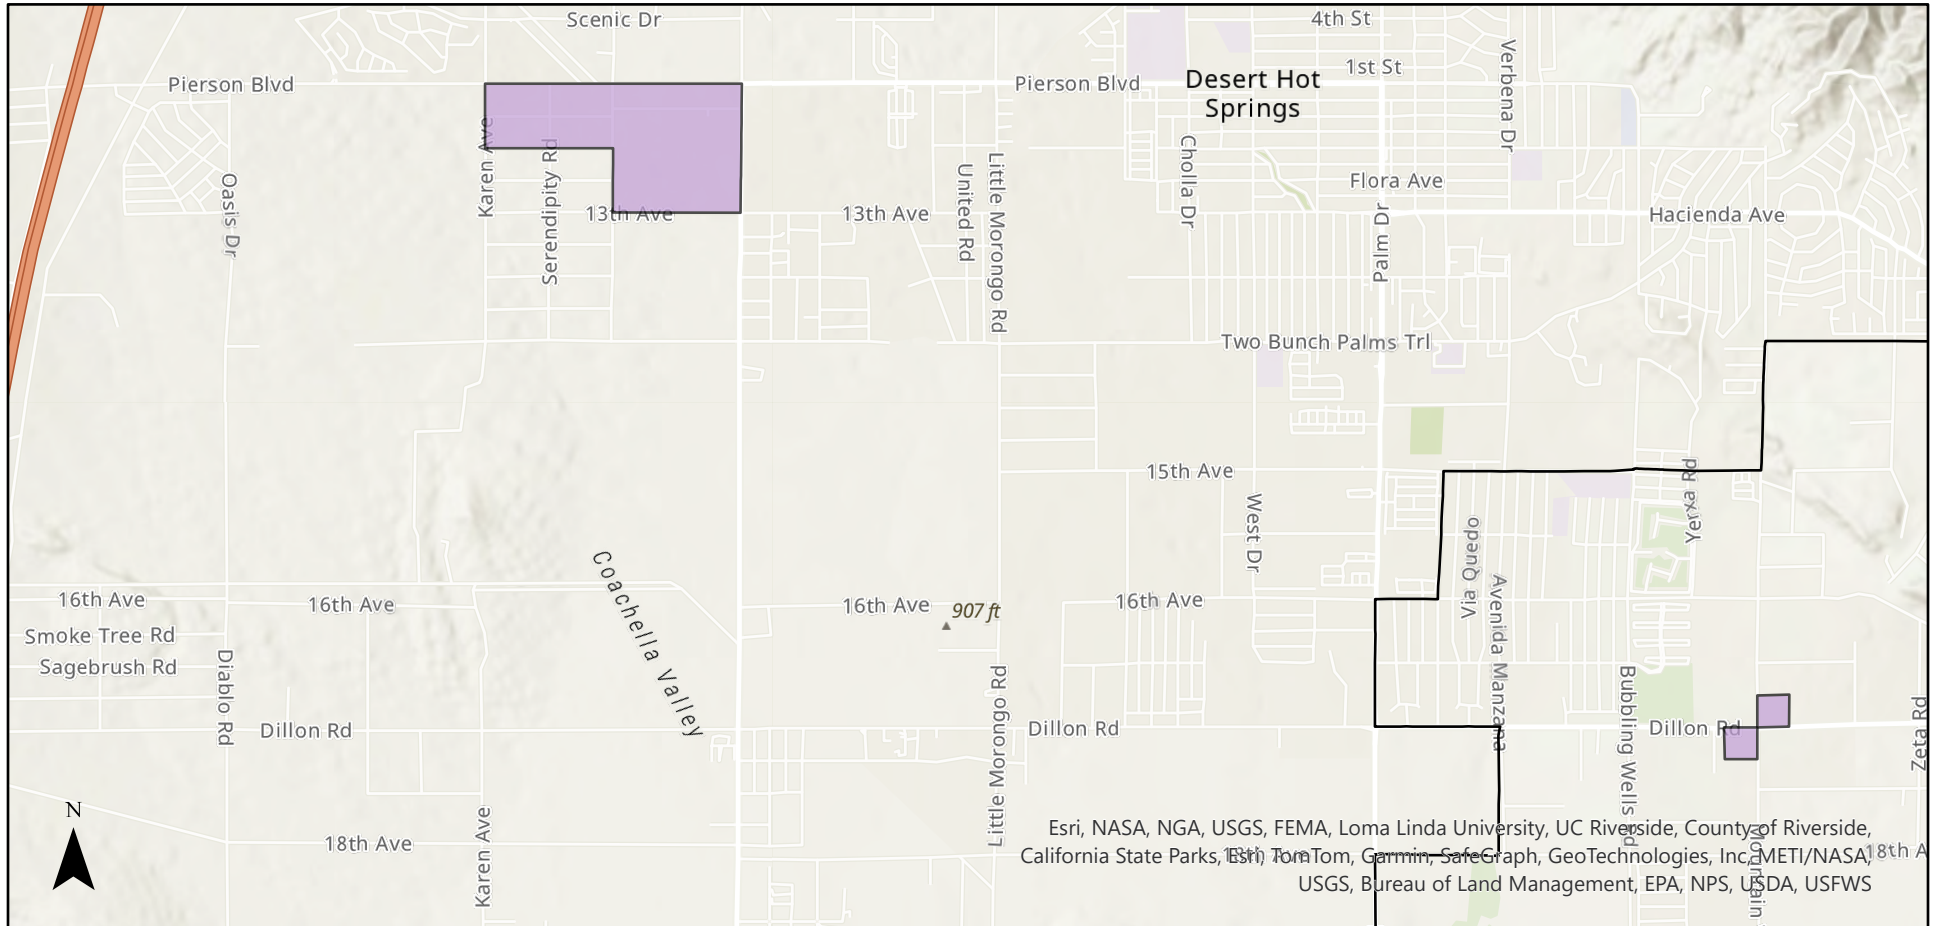 Scenic Dr
4th St
1st St
Verbena Dr
Pierson Blvd
Pierson Blvd
Desert Hot
Springs
Karen Ave
Serendipity Rd
Oasis Dr
United Rd
Little Morongo Rd
Cholla Dr
Flora Ave
13th Ave
13th Ave
Palm Dr
Hacienda Ave
Two Bunch Palms Trl
15th Ave
West Dr
Yerxa Rd
Via Quedo
Coachella Valley
16th Ave
16th Ave
16th Ave
907 ft
16th Ave
Avenida Manzana
Smoke Tree Rd
Sagebrush Rd
Diablo Rd
Little Morongo Rd
Bubbling Wells Rd
Dillon Rd
Dillon Rd
Dillon Rd
Zeta Rd
N
Karen Ave
18th Ave
18th Ave
18th A
Mountain
Esri, NASA, NGA, USGS, FEMA, Loma Linda University, UC Riverside, County of Riverside,
California State Parks, Esri, TomTom, Garmin, SafeGraph, GeoTechnologies, Inc, METI/NASA,
USGS, Bureau of Land Management, EPA, NPS, USDA, USFWS